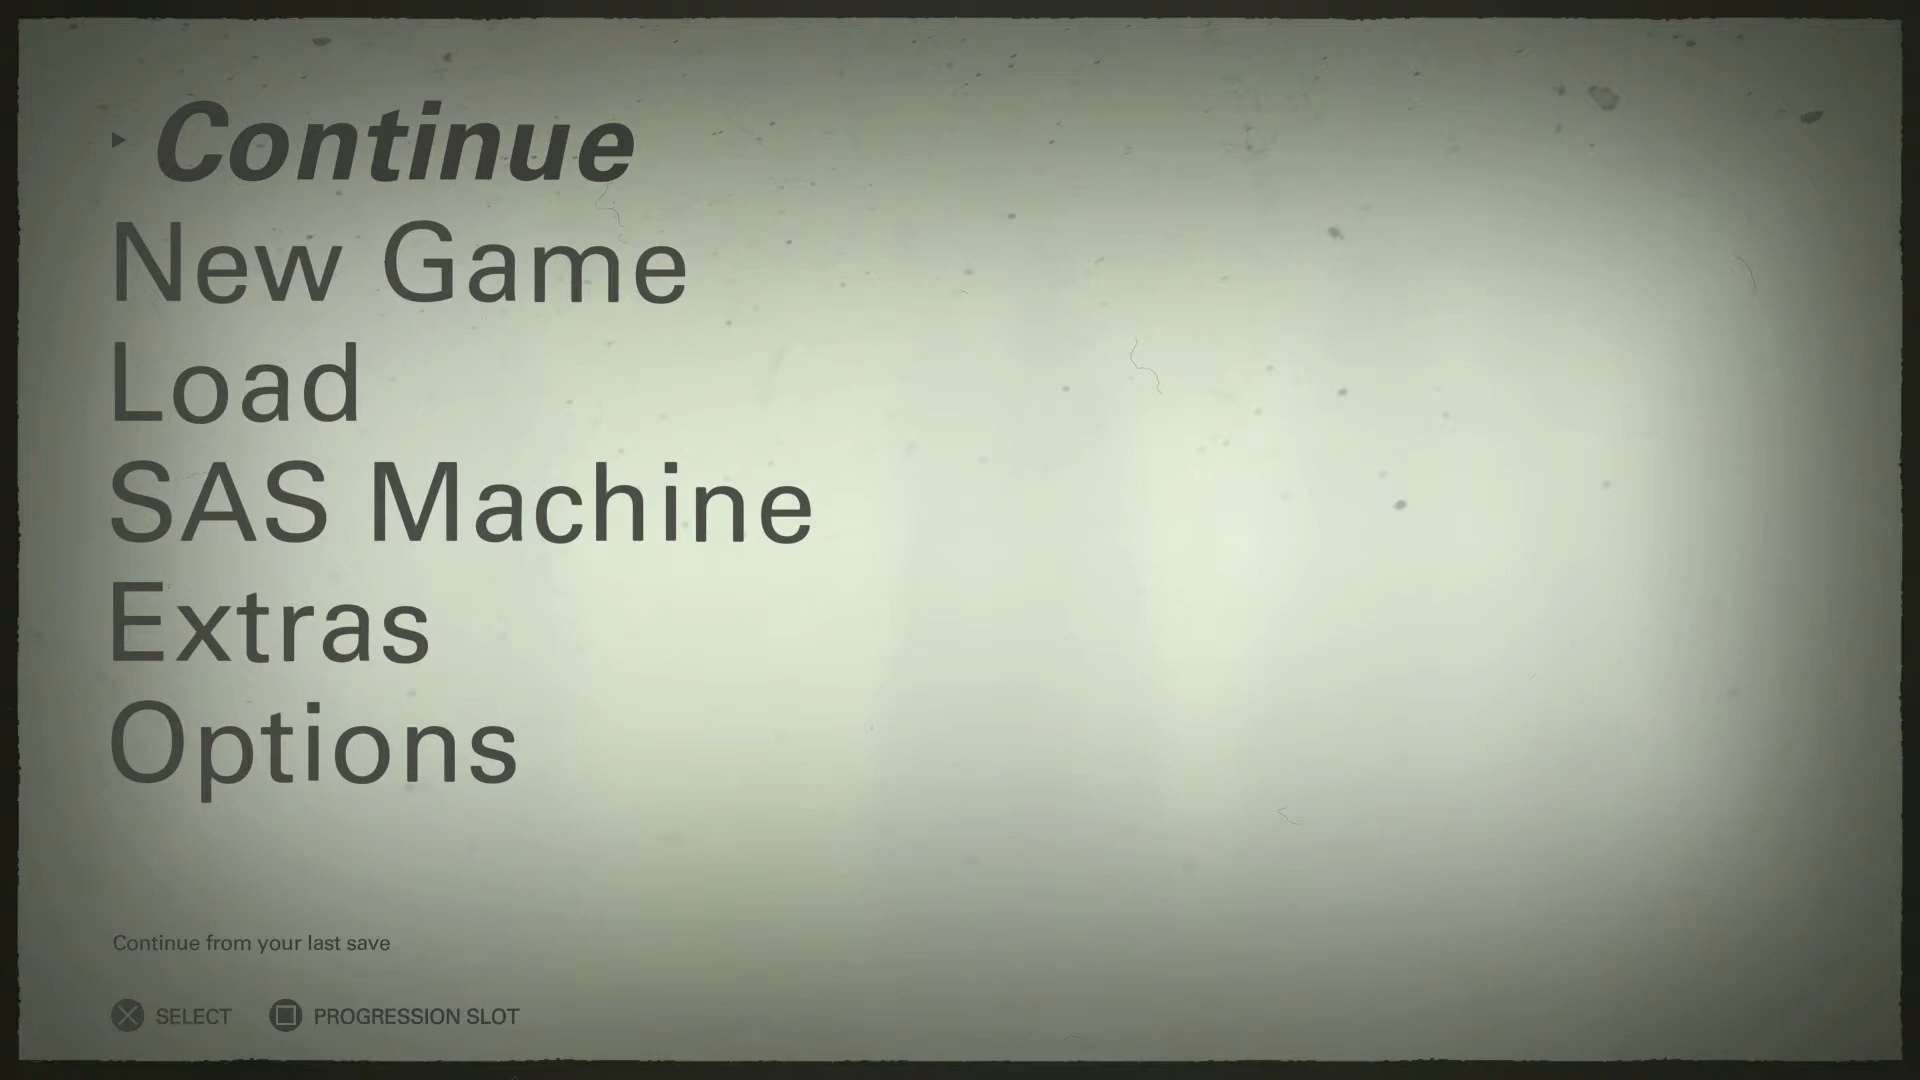 Continue
New Game
Load
SAS Machine
Extras
Options
Continue from your last save
SELECT PROGRESSION SLOT